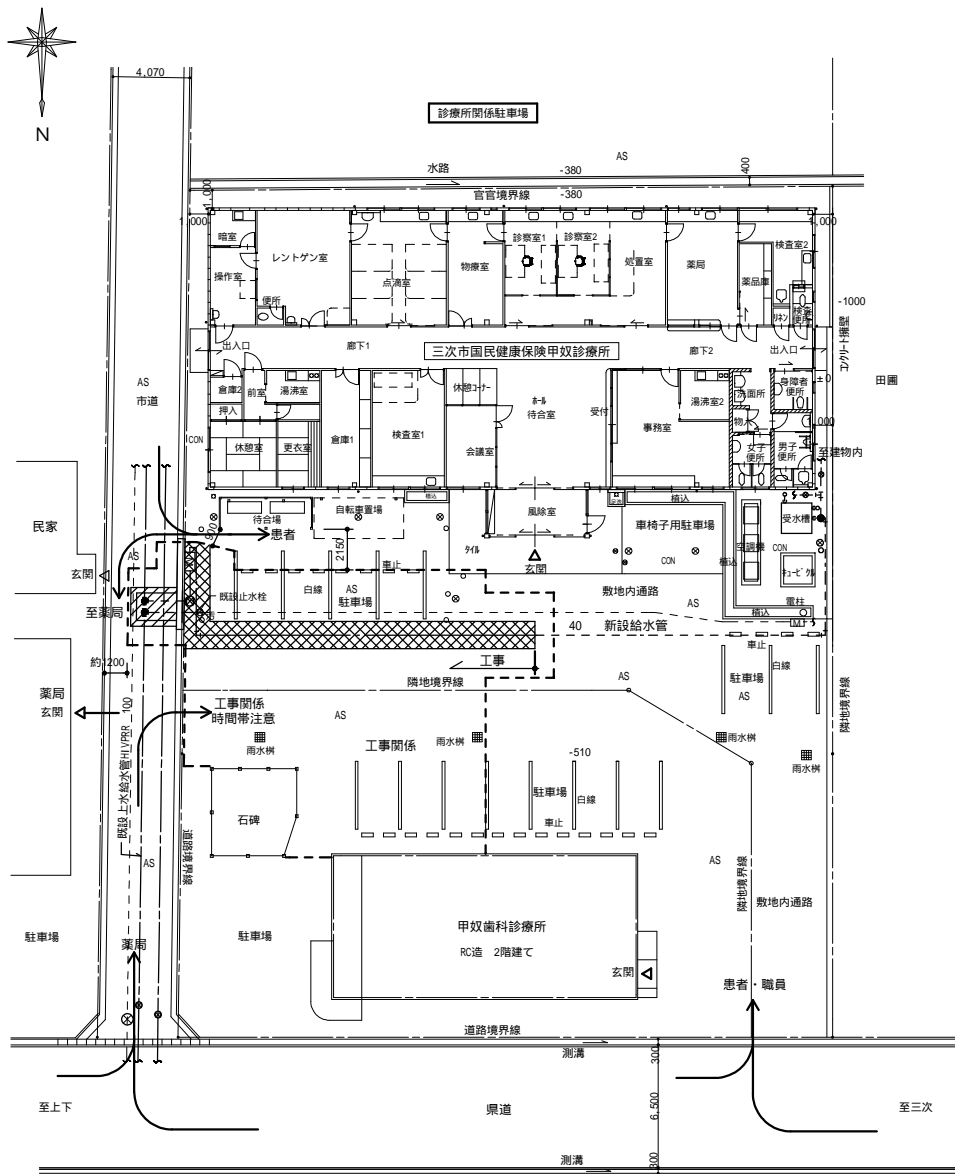 N
4,070
診療所関係駐車場
AS
水路
-380
400
官官境界線
-380
1,000
1,000
1,000
暗室
レントゲン室
操作室
便所
点滴室
物療室
診察室1
診察室2
処置室
薬局
薬品庫
検査室2
リネン
検査便所
-1000
コンクリート擁壁
出入口
廊下1
三次市国民健康保険甲奴診療所
廊下2
出入口
±0
田圃
AS
市道
倉庫2
前室
湯沸室
押入
休憩室
更衣室
倉庫1
検査室1
休憩コーナー
会議室
ホール
待合室
受付
事務室
湯沸室2
洗面所
身障者
便所
物入
女子
便所
男子
便所
至建物内
CON
植込
民家
玄関
待合場
自転車置場
900
患者
2150
タイル
風除室
玄関
植込
車椅子用駐車場
CON
植込
空調機
CON
受水槽
キュービクル
電柱
植込
M
AS
至薬局
既設止水栓
白線
AS
駐車場
車止
敷地内通路
AS
40 新設給水管
車止
白線
駐車場
AS
約1200
工事
隣地境界線
AS
隣地境界線
薬局
玄関
工事関係
時間帯注意
AS
既設上水給水管HIVPRR 100
雨水桝
工事関係
雨水桝
-510
雨水桝
雨水桝
石碑
駐車場
白線
車止
道路境界線
AS
AS
隣地境界線
敷地内通路
駐車場
薬局
駐車場
甲奴歯科診療所
RC造 2階建て
玄関
患者・職員
道路境界線
測溝
300
至上下
県道
6,500
至三次
測溝
300